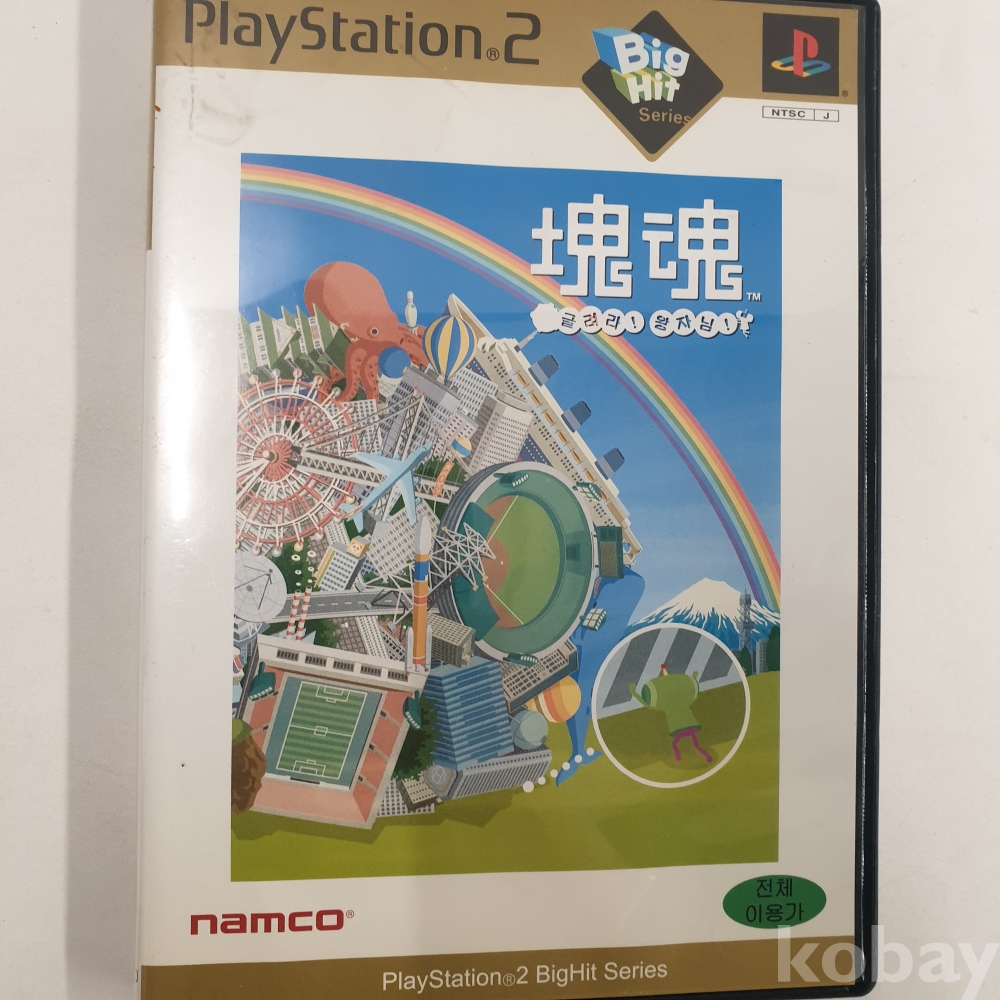 PlayStation®2
Big
Hit
Series
NTSC J
塊魂™
굴려라! 왕자님!
namco®
전체
이용가
PlayStation®2 BigHit Series
kobay